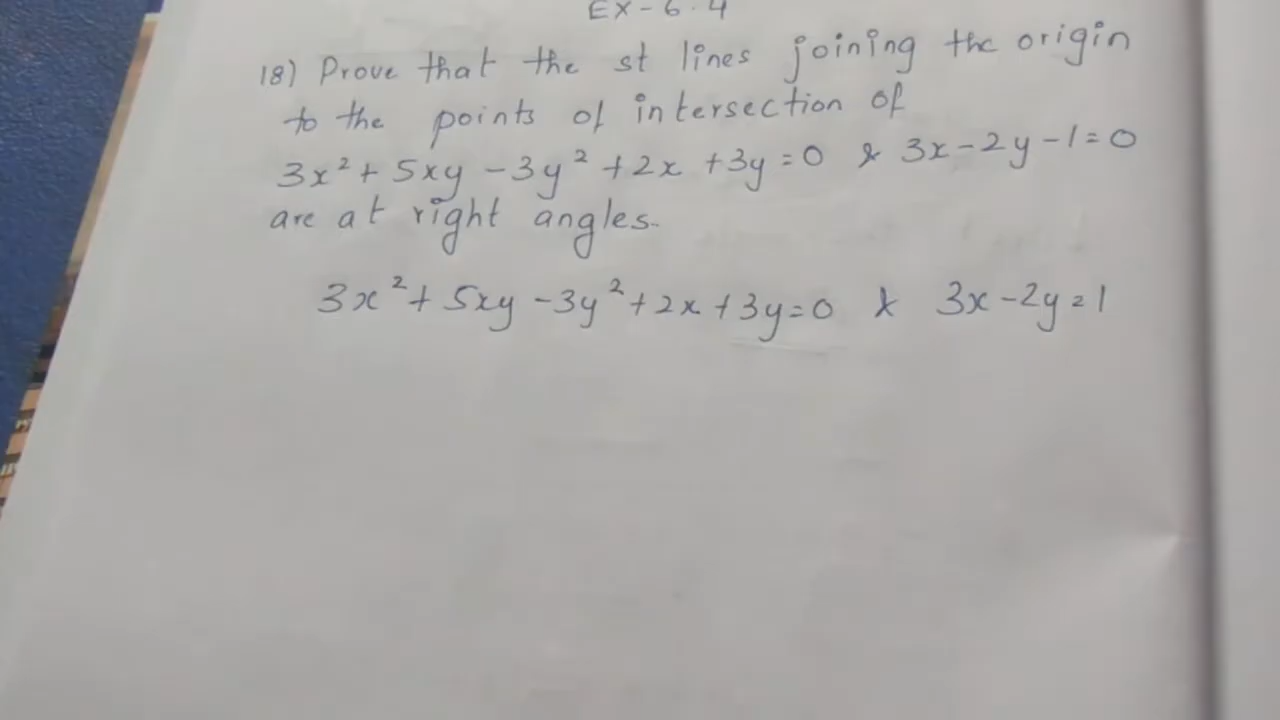 EX-6.4
18) Prove that the st lines joining the origin
to the points of intersection of
3x² + 5xy - 3y² + 2x + 3y = 0 & 3x - 2y - 1 = 0
are at right angles.
3x² + 5xy - 3y² + 2x + 3y = 0 & 3x - 2y = 1